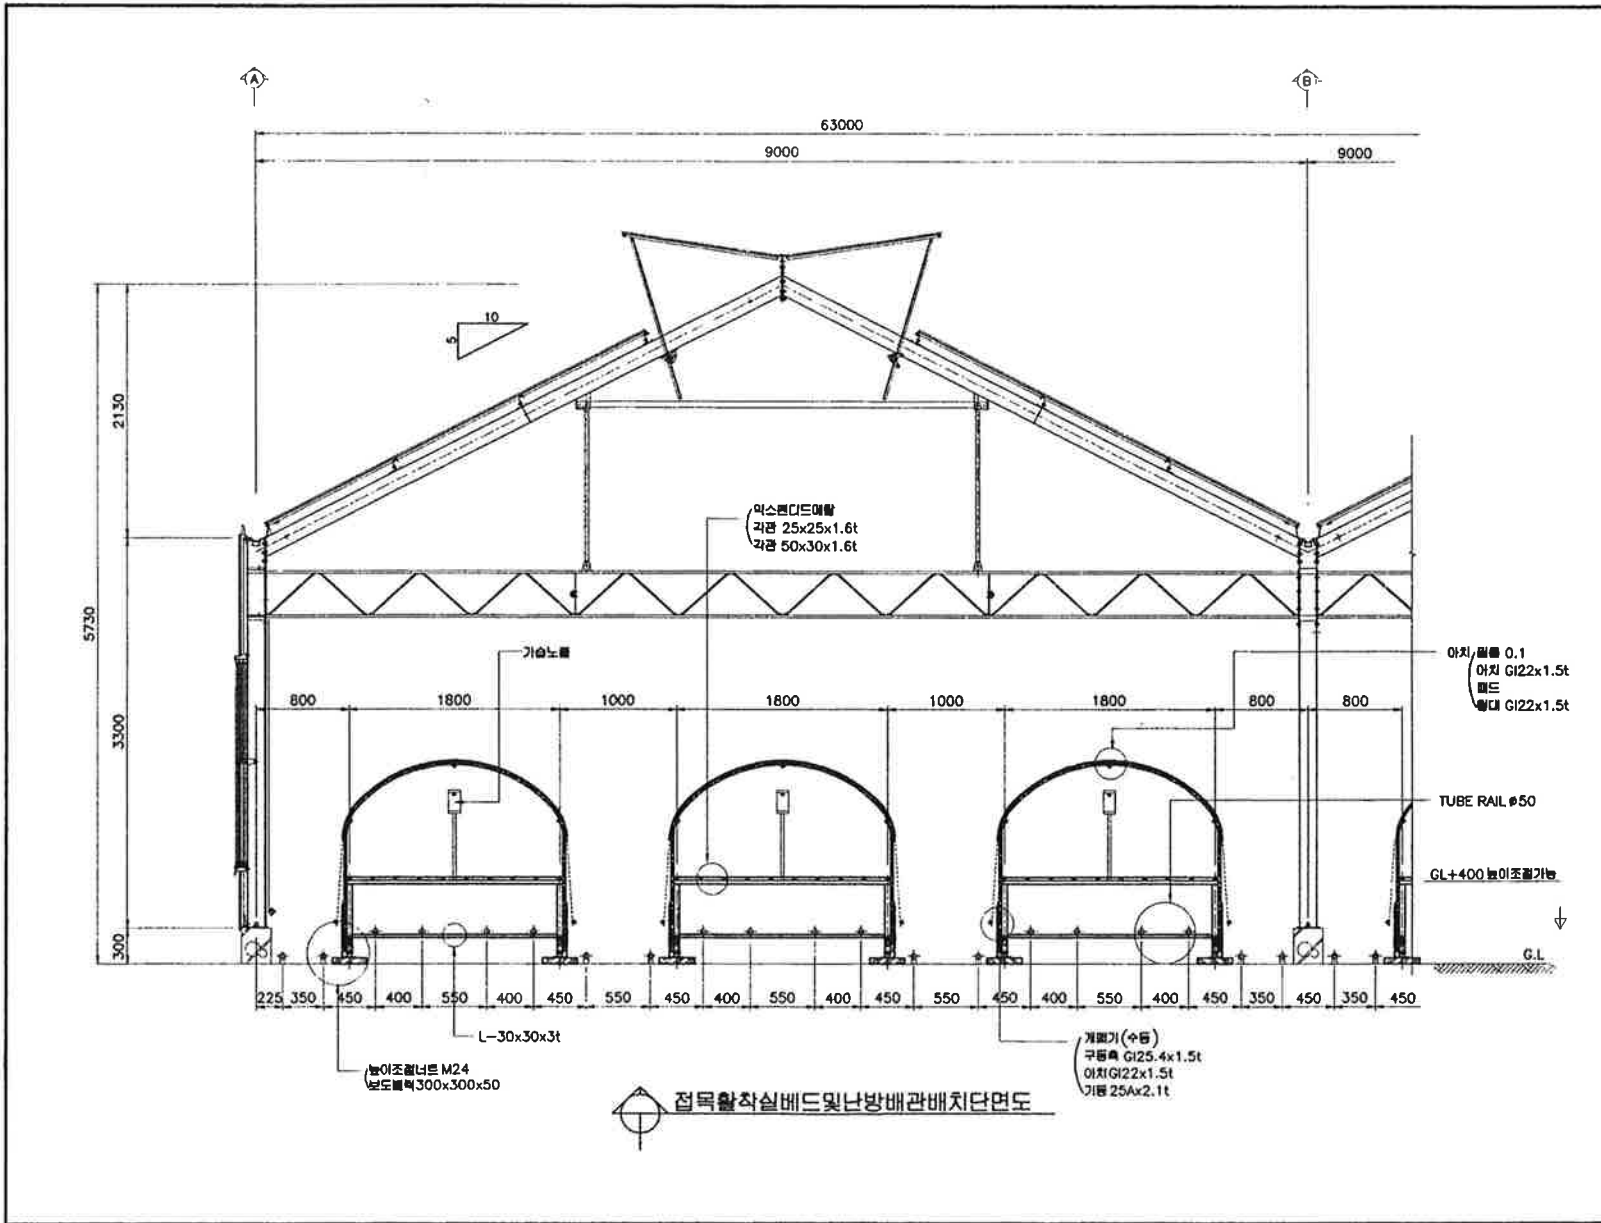 A
B
63000
9000
9000
10
5
2130
5730
3300
300
익스펜디드메탈
각관 25x25x1.6t
각관 50x30x1.6t
가습노즐
아치/필름 0.1
아치 GI22x1.5t
패드
GI22x1.5t
800 1800 1000 1800 1000 1800 800 800
TUBE RAIL ø50
GL+400 높이조절가능
G.L
225 350 450 400 550 400 450 550 450 400 550 400 450 550 450 400 550 400 450 350 450 350 450
L-30x30x3t
높이조절너트 M24
보도블럭300x300x50
개폐기(수동)
구동축 GI25.4x1.5t
아치GI22x1.5t
기둥 25Ax2.1t
접목활착실베드및난방배관배치단면도